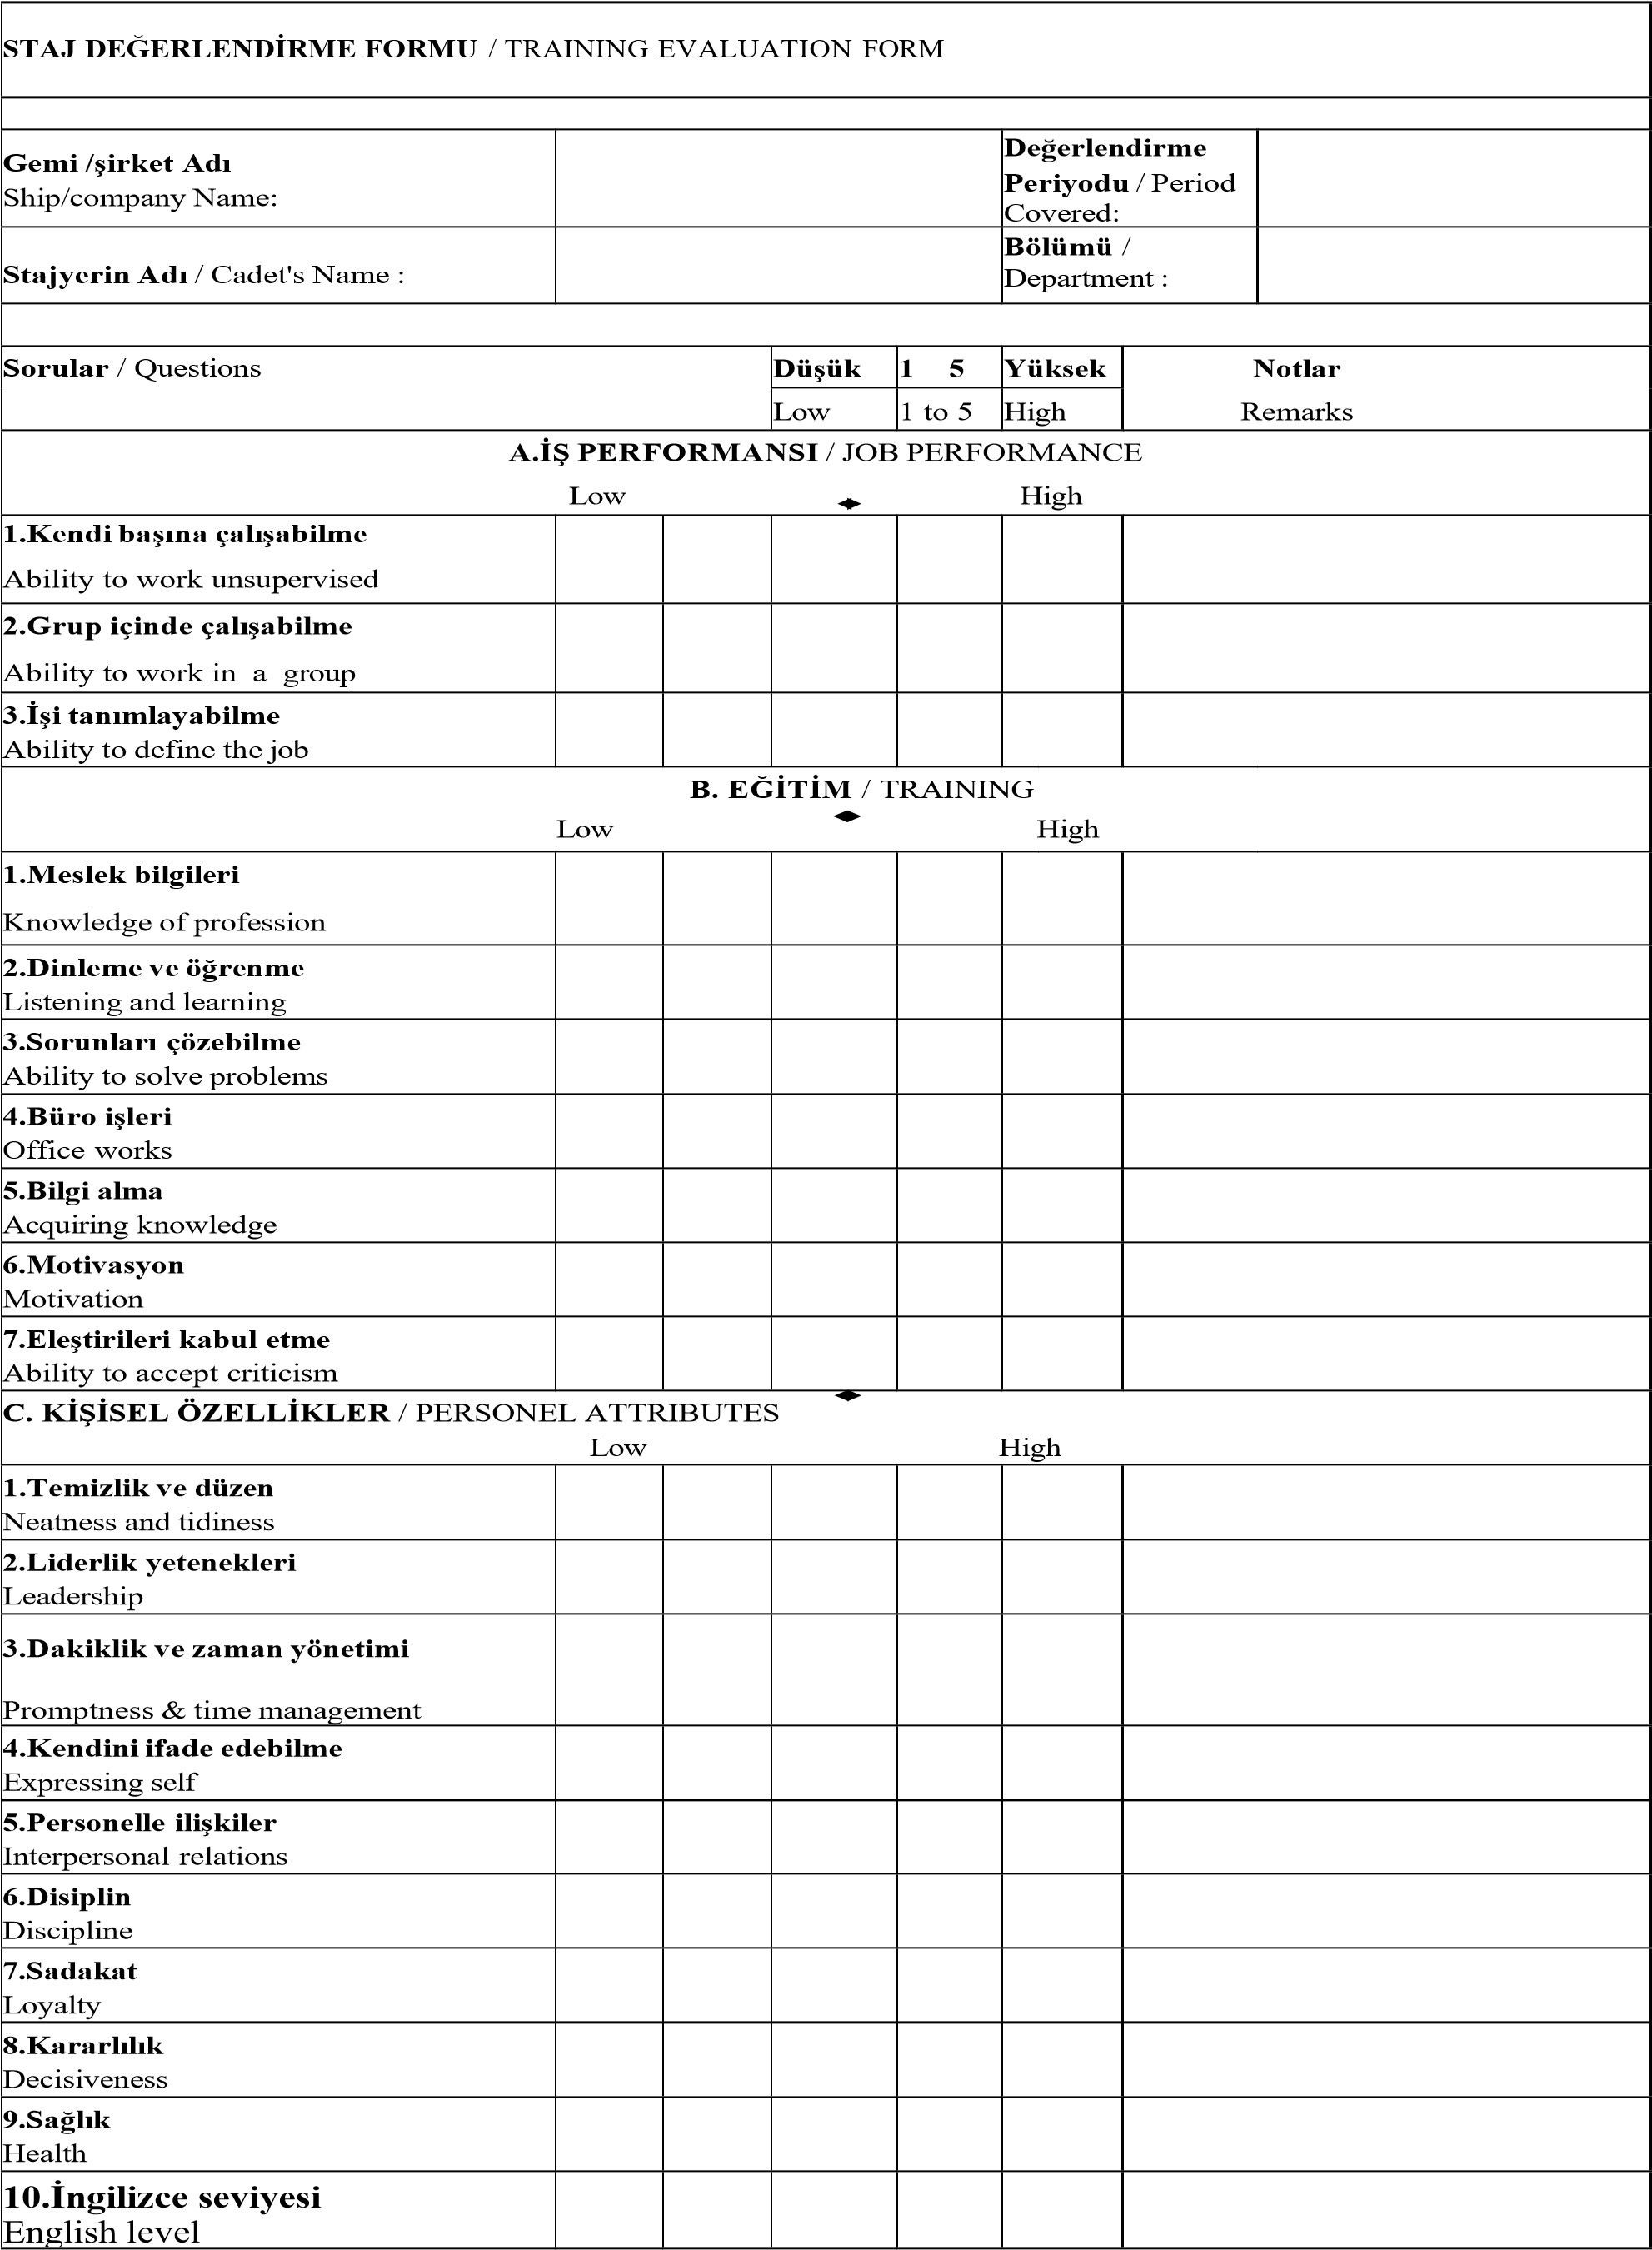 STAJ DEĞERLENDİRME FORMU / TRAINING EVALUATION FORM
Gemi /şirket Adı
Ship/company Name:
Değerlendirme
Periyodu / Period
Covered:
Stajyerin Adı / Cadet's Name :
Bölümü /
Department :
Sorular / Questions
Düşük 1 5 Yüksek Notlar
Low 1 to 5 High Remarks
A.İŞ PERFORMANSI / JOB PERFORMANCE
Low High
1.Kendi başına çalışabilme
Ability to work unsupervised
2.Grup içinde çalışabilme
Ability to work in a group
3.İşi tanımlayabilme
Ability to define the job
B. EĞİTİM / TRAINING
Low High
1.Meslek bilgileri
Knowledge of profession
2.Dinleme ve öğrenme
Listening and learning
3.Sorunları çözebilme
Ability to solve problems
4.Büro işleri
Office works
5.Bilgi alma
Acquiring knowledge
6.Motivasyon
Motivation
7.Eleştirileri kabul etme
Ability to accept criticism
C. KİŞİSEL ÖZELLİKLER / PERSONEL ATTRIBUTES
Low High
1.Temizlik ve düzen
Neatness and tidiness
2.Liderlik yetenekleri
Leadership
3.Dakiklik ve zaman yönetimi
Promptness & time management
4.Kendini ifade edebilme
Expressing self
5.Personelle ilişkiler
Interpersonal relations
6.Disiplin
Discipline
7.Sadakat
Loyalty
8.Kararlılık
Decisiveness
9.Sağlık
Health
10.İngilizce seviyesi
English level